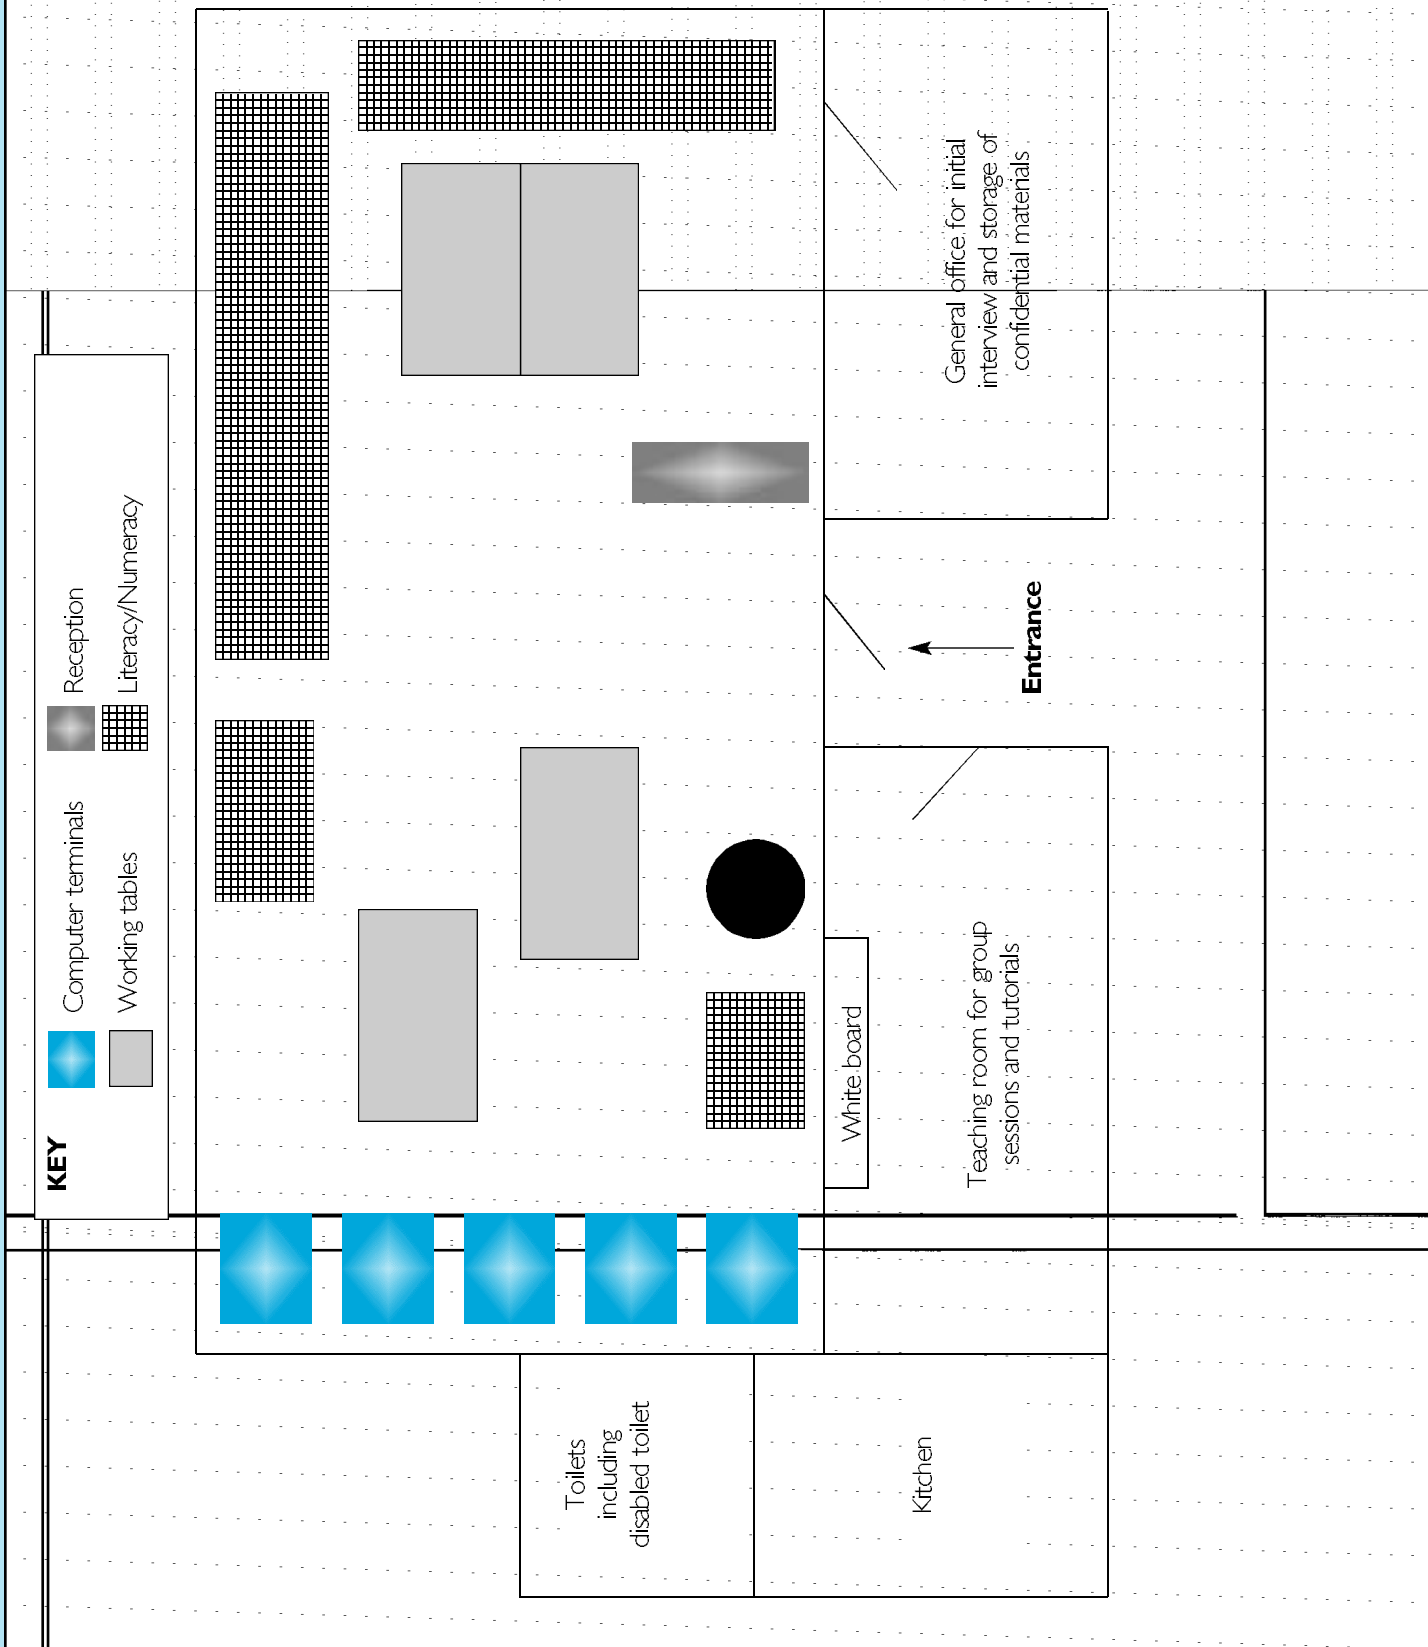 KEY
Computer terminals
Reception
Working tables
Literacy/Numeracy
Toilets
including
disabled toilet
Kitchen
White board
Teaching room for group
sessions and tutorials
Entrance
General office for initial
interview and storage of
confidential materials